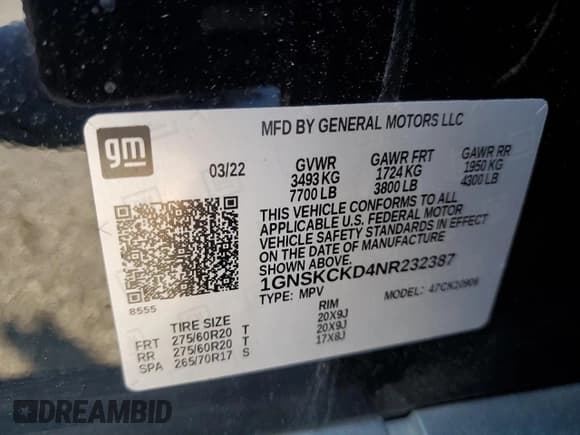 gm
MFD BY GENERAL MOTORS LLC
03/22 GVWR GAWR FRT GAWR RR
3493 KG 1724 KG 1950 KG
7700 LB 3800 LB 4300 LB
THIS VEHICLE CONFORMS TO ALL
APPLICABLE U.S. FEDERAL MOTOR
VEHICLE SAFETY STANDARDS IN EFFECT
ON THE DATE OF MANUFACTURE
SHOWN ABOVE.
1GNSKCKD4NR232387
TYPE: MPV MODEL: 47CK10906
8555
TIRE SIZE RIM
FRT 275/60R20 T 20X9J
RR 275/60R20 T 20X9J
SPA 265/70R17 S 17X8J
DREAMBID